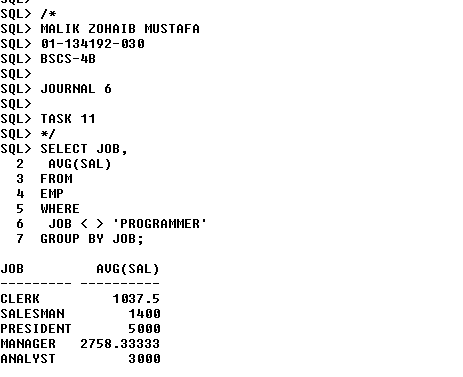 SQL>
SQL> /*
SQL> MALIK ZOHAIB MUSTAFA
SQL> 01-134192-030
SQL> BSCS-4B
SQL>
SQL> JOURNAL 6
SQL>
SQL> TASK 11
SQL> */
SQL> SELECT JOB,
  2   AVG(SAL)
  3  FROM
  4  EMP
  5  WHERE
  6   JOB < > 'PROGRAMMER'
  7  GROUP BY JOB;
JOB         AVG(SAL)
--------- ----------
CLERK         1037.5
SALESMAN        1400
PRESIDENT       5000
MANAGER   2758.33333
ANALYST         3000